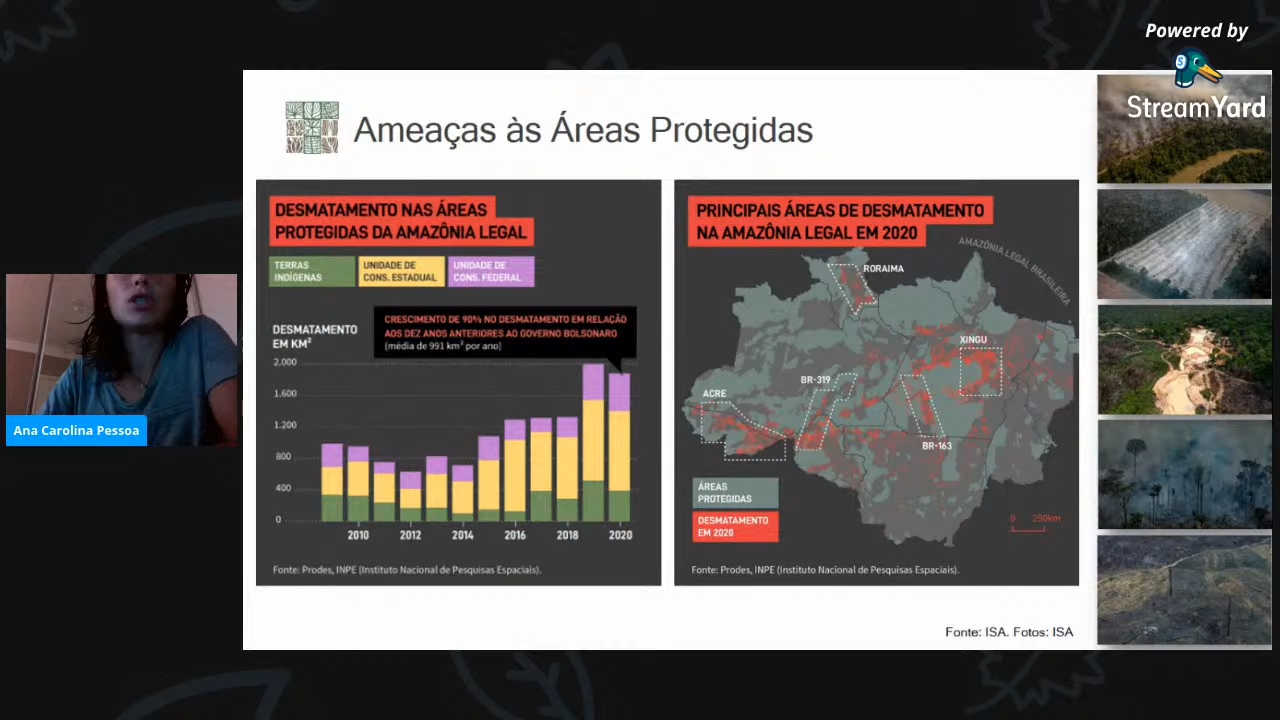 Powered by
StreamYard
Ameaças às Áreas Protegidas
DESMATAMENTO NAS ÁREAS
PROTEGIDAS DA AMAZÔNIA LEGAL
TERRAS
INDÍGENAS
UNIDADE DE
CONS. ESTADUAL
UNIDADE DE
CONS. FEDERAL
DESMATAMENTO
EM KM²
CRESCIMENTO DE 90% NO DESMATAMENTO EM RELAÇÃO
AOS DEZ ANOS ANTERIORES AO GOVERNO BOLSONARO
(média de 991 km² por ano)
2.000
1.600
1.200
800
400
0
2010 2012 2014 2016 2018 2020
Fonte: Prodes, INPE (Instituto Nacional de Pesquisas Espaciais).
PRINCIPAIS ÁREAS DE DESMATAMENTO
NA AMAZÔNIA LEGAL EM 2020
AMAZÔNIA LEGAL BRASILEIRA
RORAIMA
XINGU
BR-319
ACRE
BR-163
ÁREAS
PROTEGIDAS
DESMATAMENTO
EM 2020
0 250km
Fonte: Prodes, INPE (Instituto Nacional de Pesquisas Espaciais).
Fonte: ISA. Fotos: ISA
Ana Carolina Pessoa